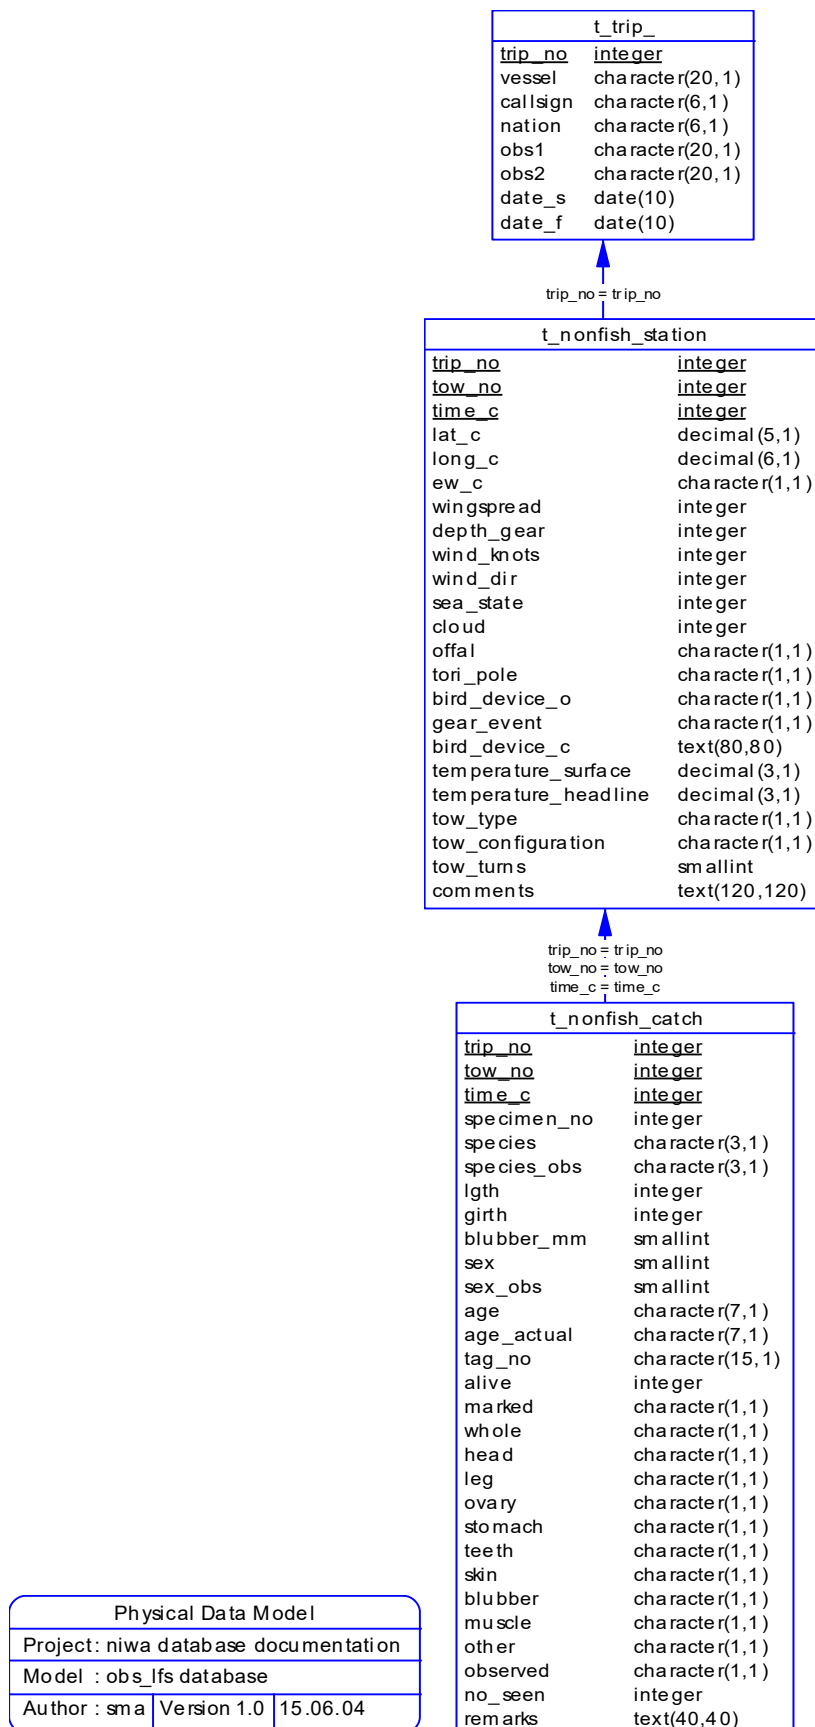 t_trip_
trip_no integer
vessel character(20,1)
callsign character(6,1)
nation character(6,1)
obs1 character(20,1)
obs2 character(20,1)
date_s date(10)
date_f date(10)
trip_no = trip_no
t_nonfish_station
trip_no integer
tow_no integer
time_c integer
lat_c decimal(5,1)
long_c decimal(6,1)
ew_c character(1,1)
wingspread integer
depth_gear integer
wind_knots integer
wind_dir integer
sea_state integer
cloud integer
offal character(1,1)
tori_pole character(1,1)
bird_device_o character(1,1)
gear_event character(1,1)
bird_device_c text(80,80)
temperature_surface decimal(3,1)
temperature_headline decimal(3,1)
tow_type character(1,1)
tow_configuration character(1,1)
tow_turns smallint
comments text(120,120)
trip_no = trip_no
tow_no = tow_no
time_c = time_c
t_nonfish_catch
trip_no integer
tow_no integer
time_c integer
specimen_no integer
species character(3,1)
species_obs character(3,1)
lgth integer
girth integer
blubber_mm smallint
sex smallint
sex_obs smallint
age character(7,1)
age_actual character(7,1)
tag_no character(15,1)
alive integer
marked character(1,1)
whole character(1,1)
head character(1,1)
leg character(1,1)
ovary character(1,1)
stomach character(1,1)
teeth character(1,1)
skin character(1,1)
blubber character(1,1)
muscle character(1,1)
other character(1,1)
observed character(1,1)
no_seen integer
remarks text(40,40)
Physical Data Model
Project : niwa database documentation
Model : obs_lfs database
Author : sma Version 1.0 15.06.04